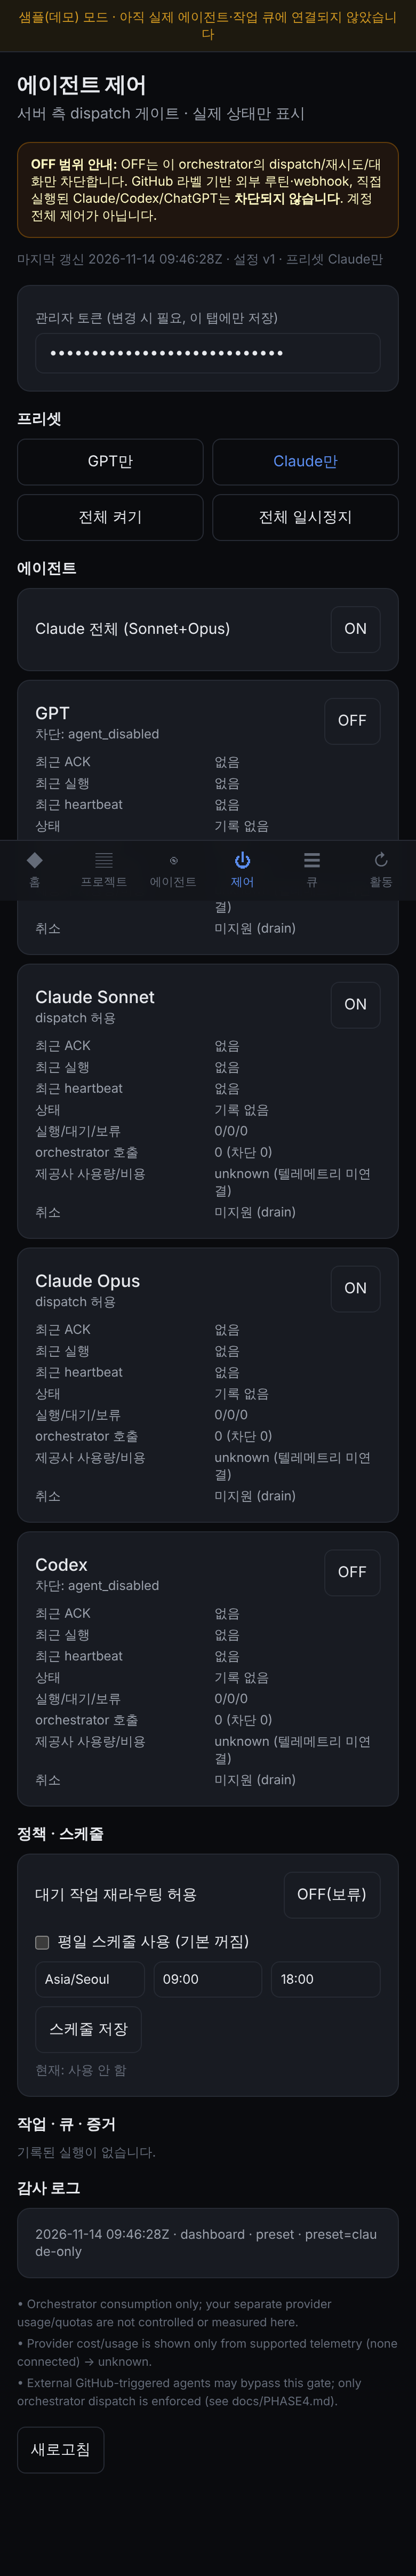 샘플(데모) 모드 · 아직 실제 에이전트·작업 큐에 연결되지 않았습니
다
에이전트 제어
서버 측 dispatch 게이트 · 실제 상태만 표시
OFF 범위 안내: OFF는 이 orchestrator의 dispatch/재시도/대
화만 차단합니다. GitHub 라벨 기반 외부 루틴·webhook, 직접
실행된 Claude/Codex/ChatGPT는 차단되지 않습니다. 계정
전체 제어가 아닙니다.
마지막 갱신 2026-11-14 09:46:28Z · 설정 v1 · 프리셋 Claude만
관리자 토큰 (변경 시 필요, 이 탭에만 저장)
••••••••••••••••••••••••••••
프리셋
GPT만
Claude만
전체 켜기
전체 일시정지
에이전트
Claude 전체 (Sonnet+Opus)
ON
GPT
차단: agent_disabled
OFF
최근 ACK 없음
최근 실행 없음
최근 heartbeat 없음
상태 기록 없음
홈
프로젝트
에이전트
제어
큐
활동
결)
취소 미지원 (drain)
Claude Sonnet
dispatch 허용
ON
최근 ACK 없음
최근 실행 없음
최근 heartbeat 없음
상태 기록 없음
실행/대기/보류 0/0/0
orchestrator 호출 0 (차단 0)
제공사 사용량/비용 unknown (텔레메트리 미연
결)
취소 미지원 (drain)
Claude Opus
dispatch 허용
ON
최근 ACK 없음
최근 실행 없음
최근 heartbeat 없음
상태 기록 없음
실행/대기/보류 0/0/0
orchestrator 호출 0 (차단 0)
제공사 사용량/비용 unknown (텔레메트리 미연
결)
취소 미지원 (drain)
Codex
차단: agent_disabled
OFF
최근 ACK 없음
최근 실행 없음
최근 heartbeat 없음
상태 기록 없음
실행/대기/보류 0/0/0
orchestrator 호출 0 (차단 0)
제공사 사용량/비용 unknown (텔레메트리 미연
결)
취소 미지원 (drain)
정책 · 스케줄
대기 작업 재라우팅 허용
OFF(보류)
평일 스케줄 사용 (기본 꺼짐)
Asia/Seoul
09:00
18:00
스케줄 저장
현재: 사용 안 함
작업 · 큐 · 증거
기록된 실행이 없습니다.
감사 로그
2026-11-14 09:46:28Z · dashboard · preset · preset=clau
de-only
• Orchestrator consumption only; your separate provider
usage/quotas are not controlled or measured here.
• Provider cost/usage is shown only from supported telemetry (none
connected) → unknown.
• External GitHub-triggered agents may bypass this gate; only
orchestrator dispatch is enforced (see docs/PHASE4.md).
새로고침